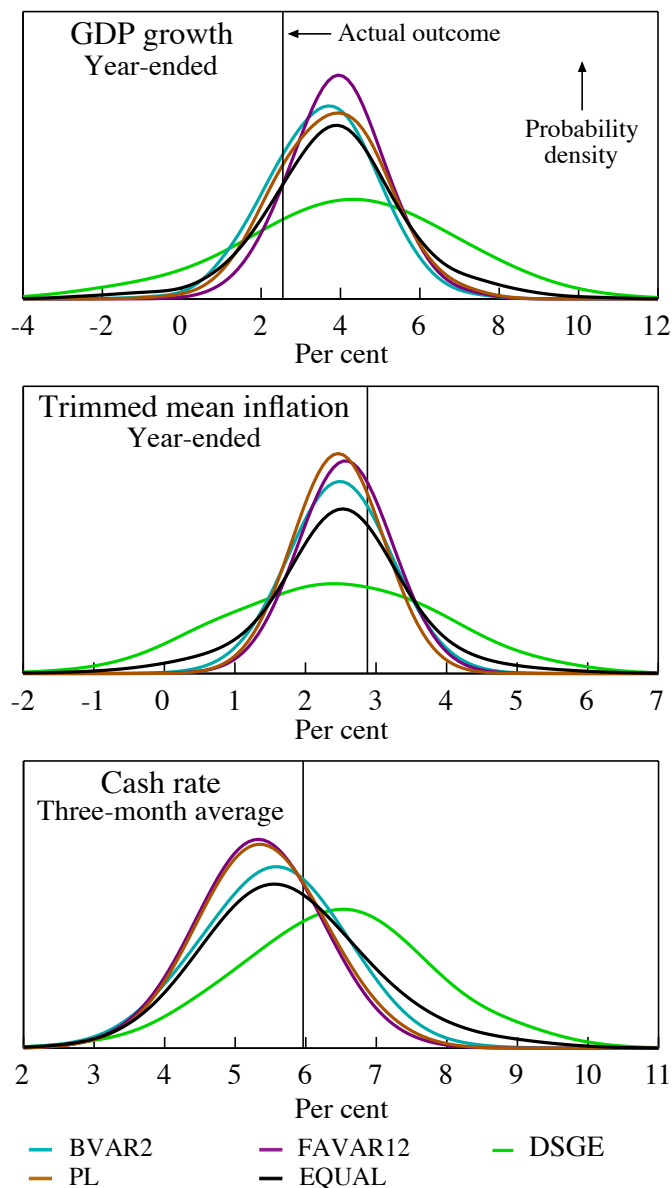 GDP growth
Year-ended
Actual outcome
Probability
density
-4 -2 0 2 4 6 8 10 12
Per cent
Trimmed mean inflation
Year-ended
-2 -1 0 1 2 3 4 5 6 7
Per cent
Cash rate
Three-month average
2 3 4 5 6 7 8 9 10 11
Per cent
BVAR2 FAVAR12 DSGE
PL EQUAL